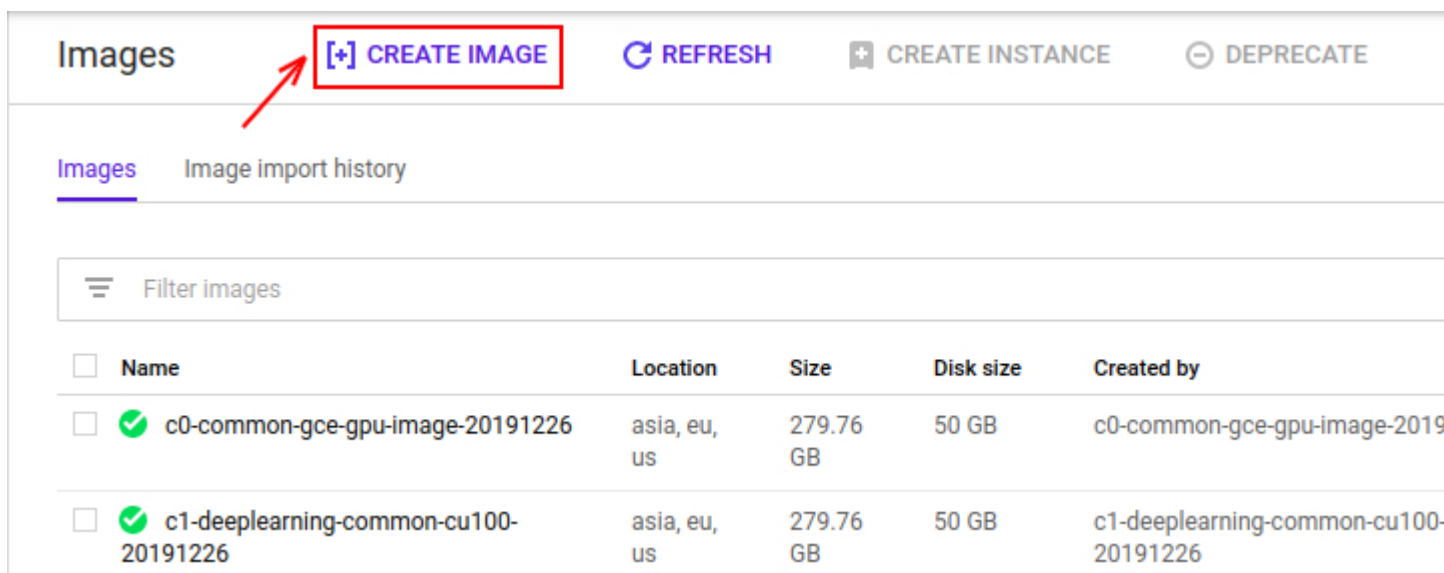 Images [+] CREATE IMAGE REFRESH CREATE INSTANCE DEPRECATE
Images Image import history
Filter images
Name Location Size Disk size Created by
c0-common-gce-gpu-image-20191226 asia, eu, 279.76 50 GB c0-common-gce-gpu-image-2019
us GB
c1-deeplearning-common-cu100- asia, eu, 279.76 50 GB c1-deeplearning-common-cu100-
20191226 us GB 20191226